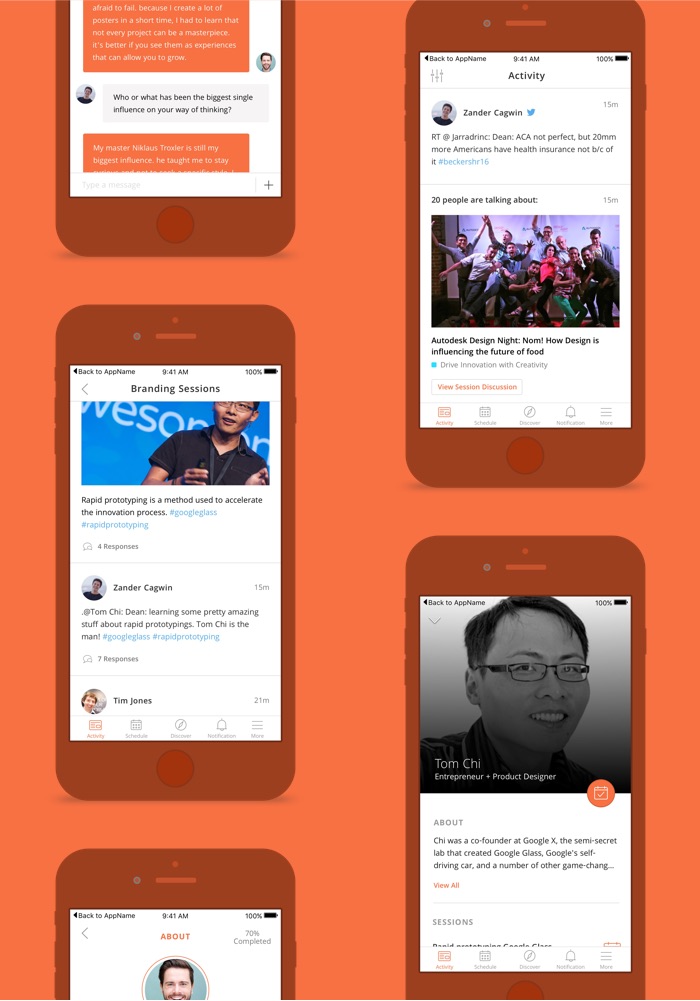 afraid to fail. because I create a lot of
posters in a short time, I had to learn that
not every project can be a masterpiece.
it's better if you see them as experiences
that can allow you to grow.
Who or what has been the biggest single
influence on your way of thinking?
My master Niklaus Troxler is still my
biggest influence. he taught me to stay
Type a message
Back to AppName 9:41 AM 100%
Branding Sessions
wesom
Rapid prototyping is a method used to accelerate
the innovation process. #googleglass
#rapidprototyping
4 Responses
Zander Cagwin 15m
.@Tom Chi: Dean: learning some pretty amazing
stuff about rapid prototypings. Tom Chi is the
man! #googleglass #rapidprototyping
7 Responses
Tim Jones 21m
Activity Schedule Discover Notification More
Back to AppName 9:41 AM 100%
ABOUT
70%
Completed
Back to AppName 9:41 AM 100%
Activity
Zander Cagwin 15m
RT @ Jarradrinc: Dean: ACA not perfect, but 20mm
more Americans have health insurance not b/c of
it #beckershr16
20 people are talking about: 15m
Autodesk Design Night: Nom! How Design is
influencing the future of food
Drive Innovation with Creativity
View Session Discussion
Activity Schedule Discover Notification More
Back to AppName 100%
Tom Chi
Entrepreneur + Product Designer
ABOUT
Chi was a co-founder at Google X, the semi-secret
lab that created Google Glass, Google's self-
driving car, and a number of other game-chang...
View All
SESSIONS
Rapid prototyping Google Glass
Activity Schedule Discover Notification More